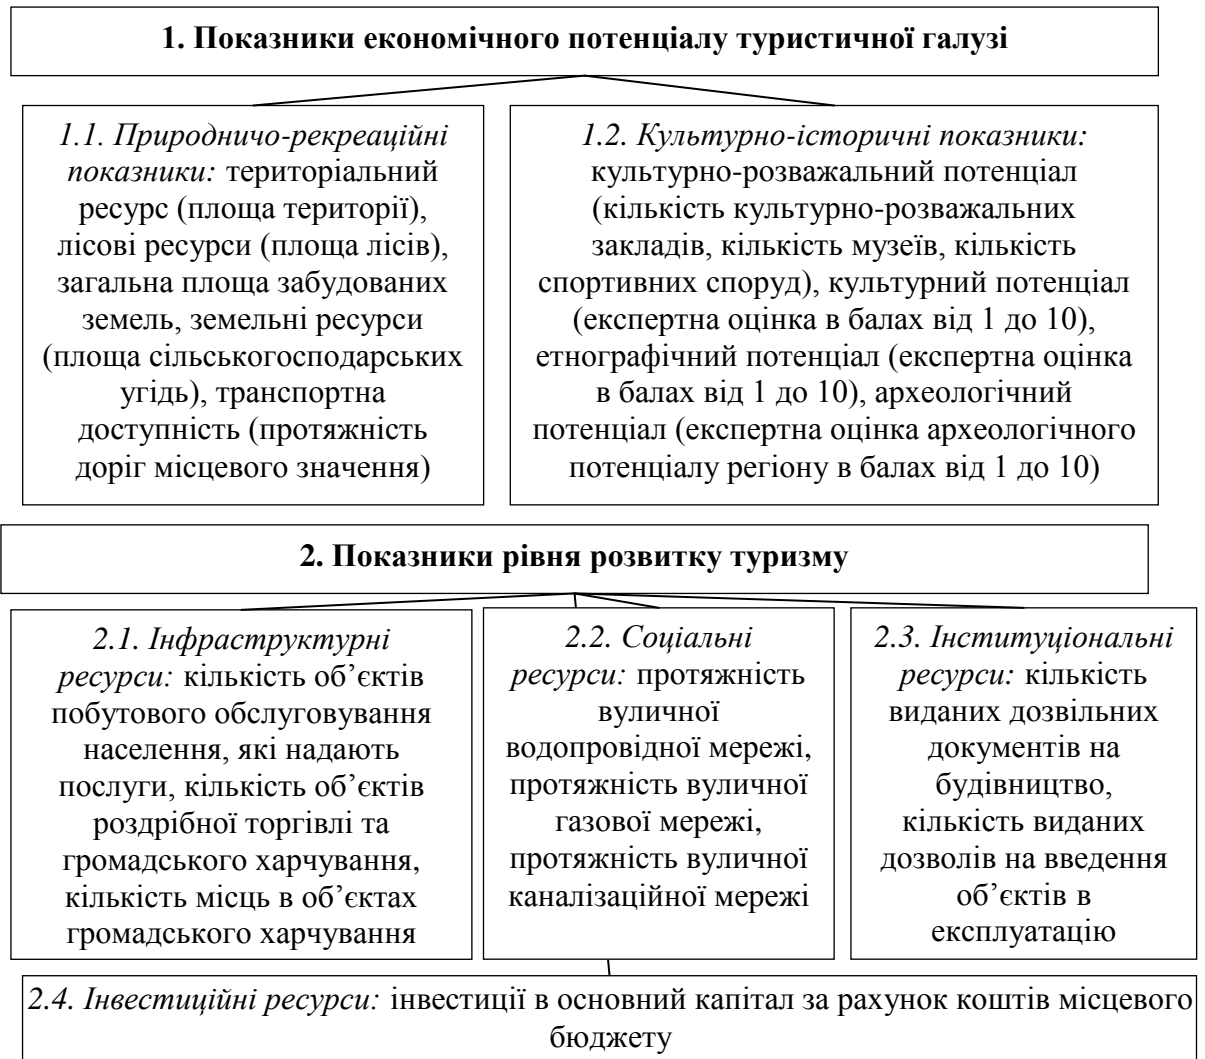 1. Показники економічного потенціалу туристичної галузі
1.1. Природничо-рекреаційні
показники: територіальний
ресурс (площа території),
лісові ресурси (площа лісів),
загальна площа забудованих
земель, земельні ресурси
(площа сільськогосподарських
угідь), транспортна
доступність (протяжність
доріг місцевого значення)
1.2. Культурно-історичні показники:
культурно-розважальний потенціал
(кількість культурно-розважальних
закладів, кількість музеїв, кількість
спортивних споруд), культурний потенціал
(експертна оцінка в балах від 1 до 10),
етнографічний потенціал (експертна оцінка
в балах від 1 до 10), археологічний
потенціал (експертна оцінка археологічного
потенціалу регіону в балах від 1 до 10)
2. Показники рівня розвитку туризму
2.1. Інфраструктурні
ресурси: кількість об’єктів
побутового обслуговування
населення, які надають
послуги, кількість об’єктів
роздрібної торгівлі та
громадського харчування,
кількість місць в об’єктах
громадського харчування
2.2. Соціальні
ресурси: протяжність
вуличної
водопровідної мережі,
протяжність вуличної
газової мережі,
протяжність вуличної
каналізаційної мережі
2.3. Інституціональні
ресурси: кількість
виданих дозвільних
документів на
будівництво,
кількість виданих
дозволів на введення
об’єктів в
експлуатацію
2.4. Інвестиційні ресурси: інвестиції в основний капітал за рахунок коштів місцевого
бюджету